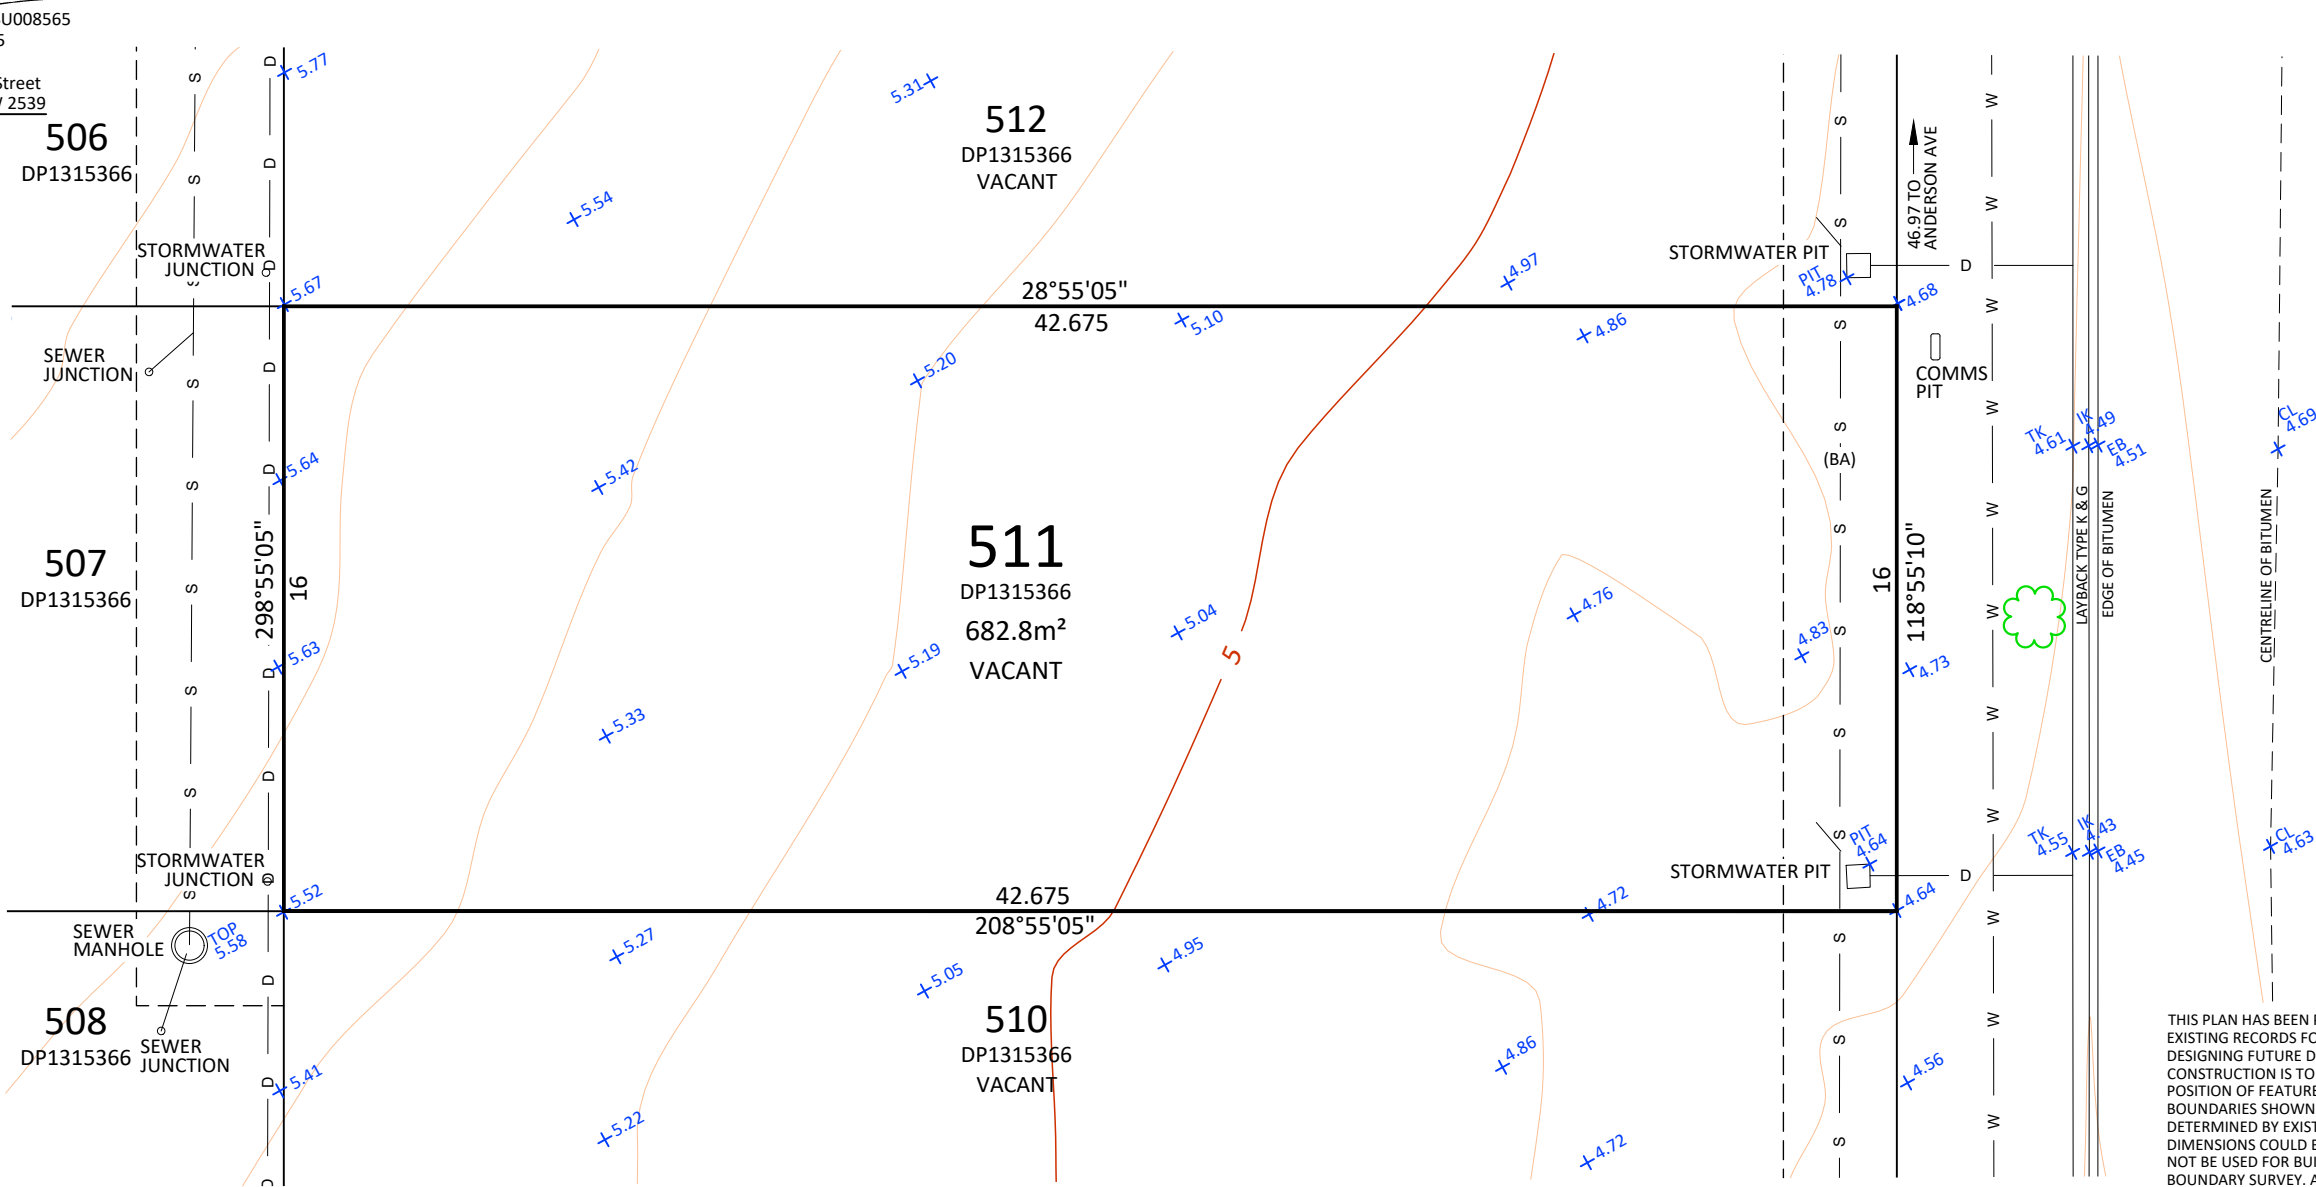 U008565
5
Street
2539
506
DP1315366
STORMWATER
JUNCTION
SEWER
JUNCTION
507
DP1315366
STORMWATER
JUNCTION
SEWER
MANHOLE
TOP
5.58
508
DP1315366
SEWER
JUNCTION
S
D
5.77
5.67
5.64
5.63
5.52
5.41
298°55'05"
16
5.31
5.54
512
DP1315366
VACANT
28°55'05"
42.675
4.97
5.10
4.86
5.20
5.42
511
DP1315366
682.8m²
VACANT
5.04
5.19
5.33
5
4.76
4.83
4.72
42.675
208°55'05"
5.27
5.05
4.95
510
DP1315366
VACANT
5.22
4.86
4.72
STORMWATER PIT
PIT
4.78
D
4.68
46.97 TO
ANDERSON AVE
COMMS
PIT
S
(BA)
16
118°55'10"
4.73
W
STORMWATER PIT
PIT
4.64
D
4.64
4.56
TK
4.61
IK
4.49
EB
4.51
CL
4.69
LAYBACK TYPE K & G
EDGE OF BITUMEN
CENTRELINE OF BITUMEN
TK
4.55
IK
4.43
EB
4.45
CL
4.63
THIS PLAN HAS BEEN
EXISTING RECORDS
DESIGNING FUTURE
CONSTRUCTION IS TO
POSITION OF
BOUNDARIES SHOWN
DETERMINED BY
DIMENSIONS COULD
NOT BE USED FOR
BOUNDARY SURVEY.